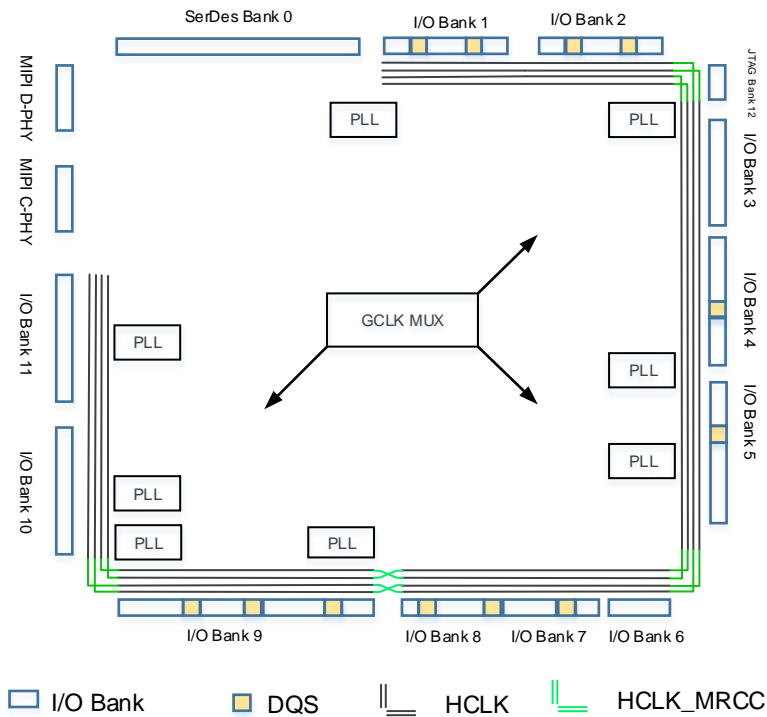 SerDes Bank 0
I/O Bank 1
I/O Bank 2
MIPI D-PHY
JTAG Bank 12
PLL
PLL
I/O Bank 3
MIPI C-PHY
I/O Bank 4
GCLK MUX
I/O Bank 11
PLL
PLL
I/O Bank 5
PLL
I/O Bank 10
PLL
PLL
PLL
I/O Bank 9
I/O Bank 8
I/O Bank 7
I/O Bank 6
I/O Bank
DQS
HCLK
HCLK_MRCC